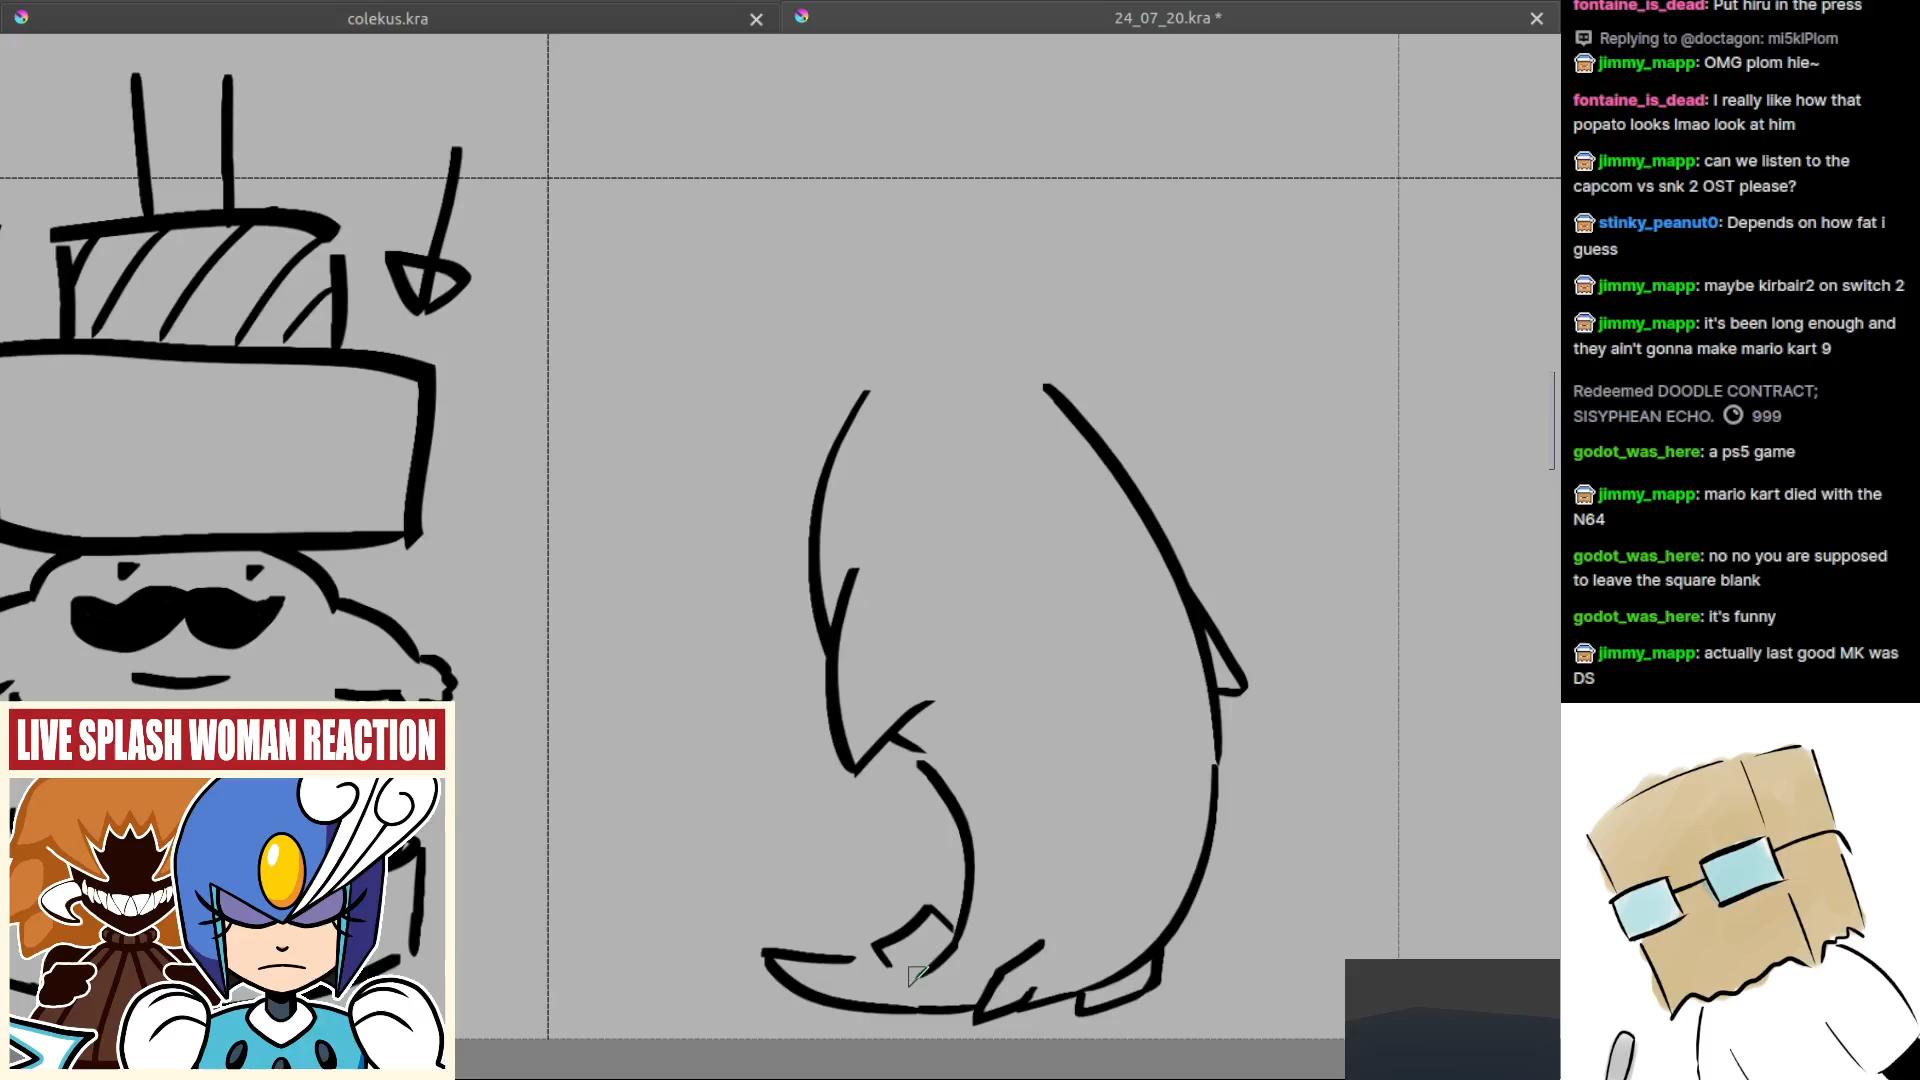 colekus.kra
24_07_20.kra *
fontaine_is_dead: Put hiru in the press
Replying to @doctagon: mi5klPlom
jimmy_mapp: OMG plom hie~
fontaine_is_dead: I really like how that
popato looks lmao look at him
jimmy_mapp: can we listen to the
capcom vs snk 2 OST please?
stinky_peanut0: Depends on how fat i
guess
jimmy_mapp: maybe kirbair2 on switch 2
jimmy_mapp: it's been long enough and
they ain't gonna make mario kart 9
Redeemed DOODLE CONTRACT;
SISYPHEAN ECHO. 999
godot_was_here: a ps5 game
jimmy_mapp: mario kart died with the
N64
godot_was_here: no no you are supposed
to leave the square blank
godot_was_here: it's funny
jimmy_mapp: actually last good MK was
DS
LIVE SPLASH WOMAN REACTION